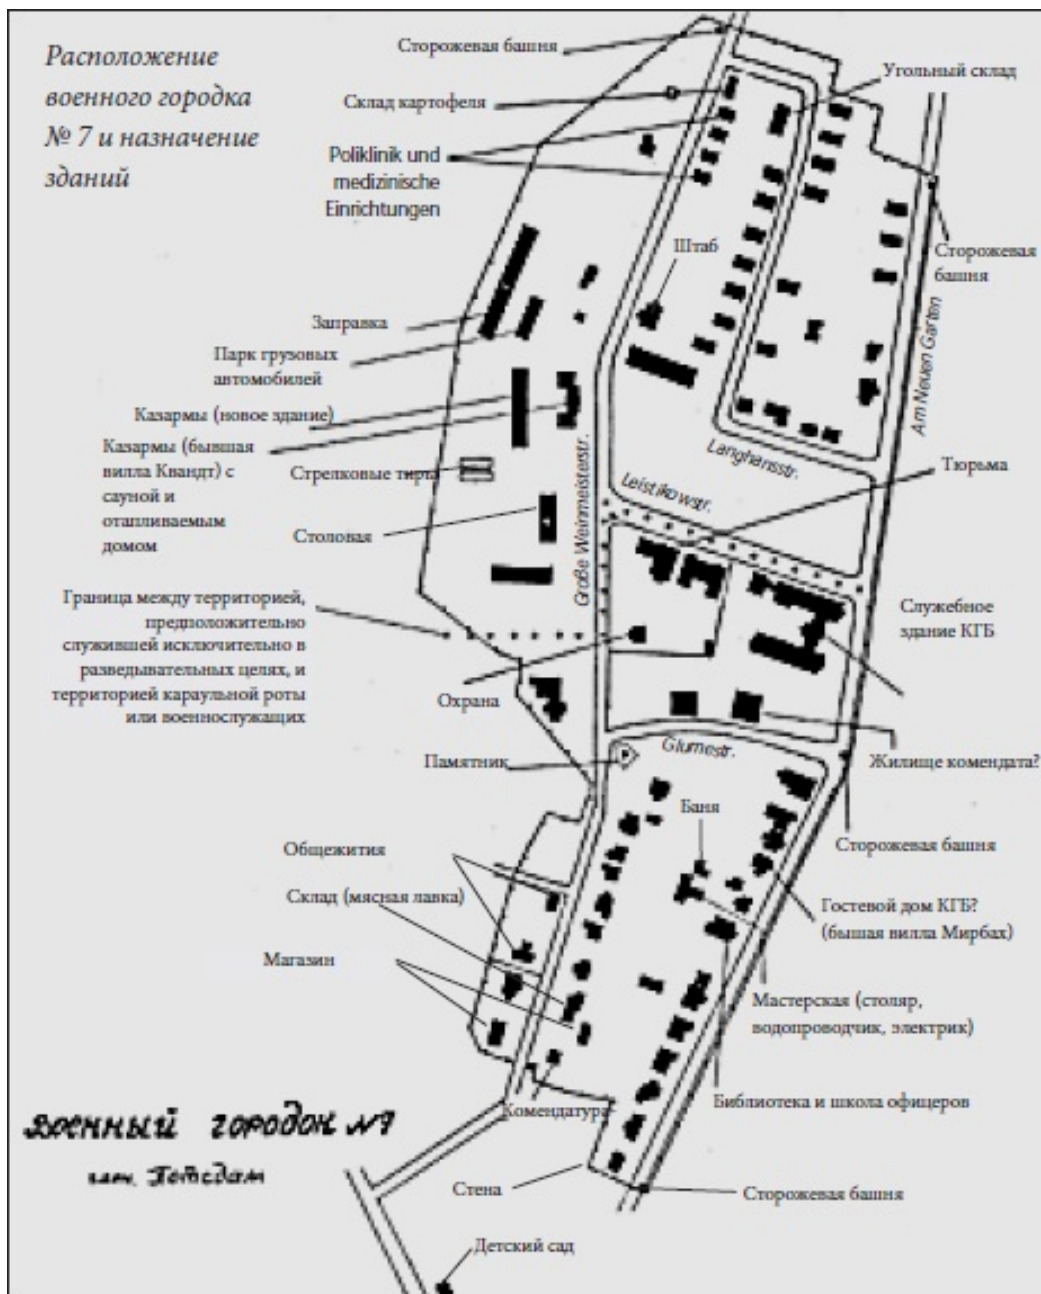 Расположение
военного городка
№ 7 и назначение
зданий
Сторожевая башня
Угольный склад
Склад картофеля
Poliklinik und
medizinische
Einrichtungen
Штаб
Сторожевая
башня
Заправка
Парк грузовых
автомобилей
Am Neuen Garten
Казармы (новое здание)
Казармы (бывшая
вилла Квандт) с
сауной и
отапливаемым
домом
Стрелковые тирта
Столовая
Große Weinmeisterstr.
Langhansstr.
Leistikowstr.
Тюрьма
Граница между территорией,
предположительно
служившей исключительно в
разведывательных целях, и
территорией караульной роты
или военнослужащих
Служебное
здание КГБ
Охрана
Glumestr.
Памятник
Жилище комендата?
Баня
Сторожевая башня
Общежития
Склад (мясная лавка)
Гостевой дом КГБ?
(бышая вилла Мирбах)
Магазин
Мастерская (столяр,
водопроводчик, электрик)
Комендатура
Библиотека и школа офицеров
ВОЕННЫЙ ГОРОДОК №7
Потсдам
Стена
Сторожевая башня
Детский сад